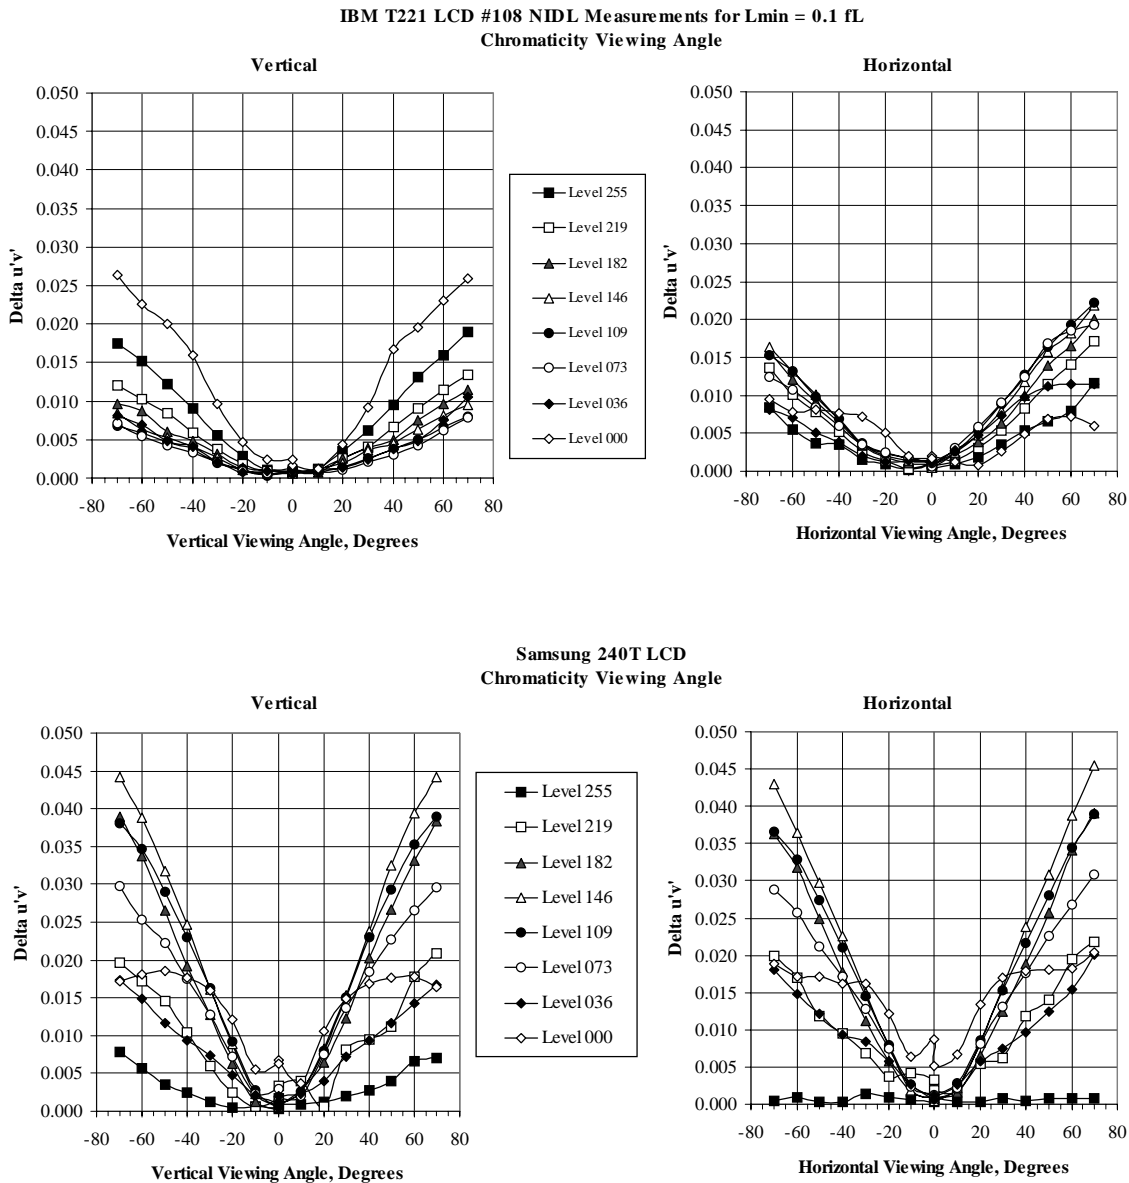 IBM T221 LCD #108 NIDL Measurements for Lmin = 0.1 fL
Chromaticity Viewing Angle
Vertical
Horizontal
0.050
0.045
0.040
0.035
0.030
0.025
0.020
0.015
0.010
0.005
0.000
Delta u'v'
-80 -60 -40 -20 0 20 40 60 80
Vertical Viewing Angle, Degrees
Level 255
Level 219
Level 182
Level 146
Level 109
Level 073
Level 036
Level 000
0.050
0.045
0.040
0.035
0.030
0.025
0.020
0.015
0.010
0.005
0.000
Delta u'v'
-80 -60 -40 -20 0 20 40 60 80
Horizontal Viewing Angle, Degrees
Samsung 240T LCD
Chromaticity Viewing Angle
Vertical
Horizontal
0.050
0.045
0.040
0.035
0.030
0.025
0.020
0.015
0.010
0.005
0.000
Delta u'v'
-80 -60 -40 -20 0 20 40 60 80
Vertical Viewing Angle, Degrees
Level 255
Level 219
Level 182
Level 146
Level 109
Level 073
Level 036
Level 000
0.050
0.045
0.040
0.035
0.030
0.025
0.020
0.015
0.010
0.005
0.000
Delta u'v'
-80 -60 -40 -20 0 20 40 60 80
Horizontal Viewing Angle, Degrees